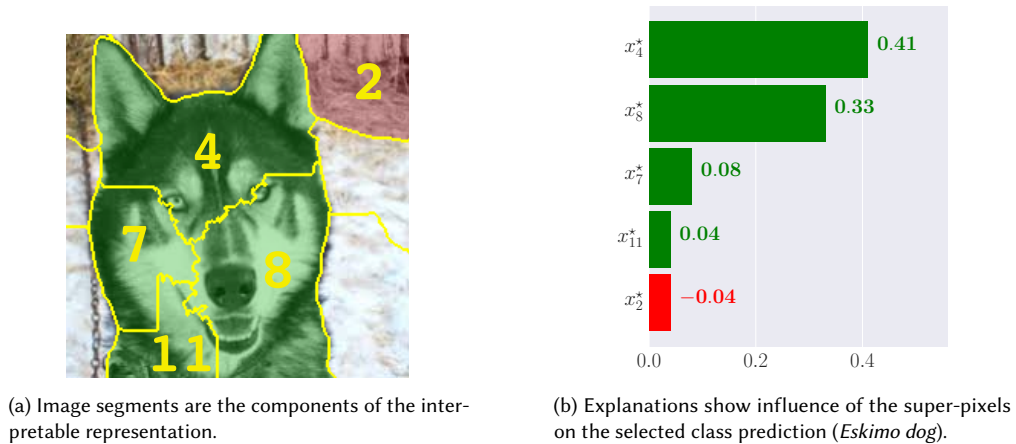 2
4
7
8
11
(a) Image segments are the components of the inter-
pretable representation.
x₄* 0.41
x₈* 0.33
x₇* 0.08
x₁₁* 0.04
x₂* −0.04
0.0 0.2 0.4
(b) Explanations show influence of the super-pixels
on the selected class prediction (Eskimo dog).